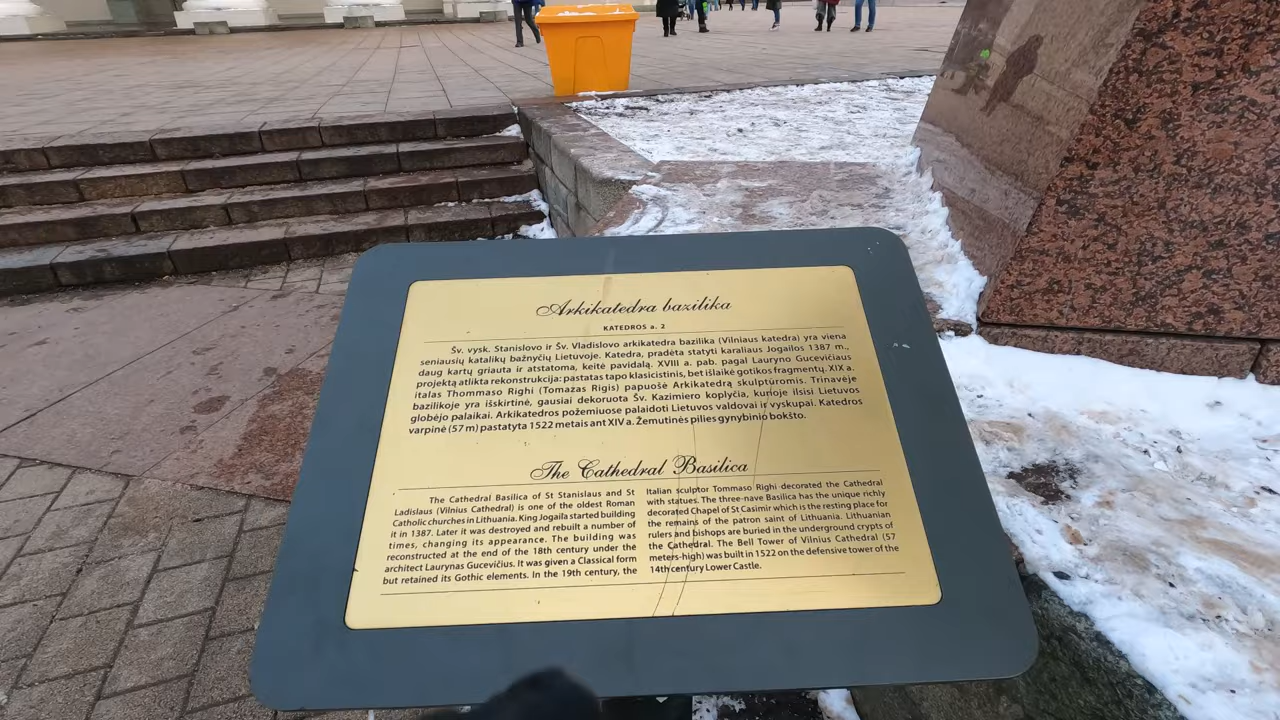 Arkikatedra bazilika
KATEDROS a. 2
Šv. vysk. Stanislovo ir Šv. Vladislovo arkikatedra bazilika (Vilniaus katedra) yra viena
seniausių katalikų bažnyčių Lietuvoje. Katedra, pradėta statyti karaliaus Jogailos 1387 m.,
daug kartų griauta ir atstatoma, keitė pavidalą. XVIII a. pab. pagal Lauryno Gucevičiaus
projektą atlikta rekonstrukcija: pastatas tapo klasicistinis, bet išlaikė gotikos fragmentų. XIX a.
italas Thommaso Righi (Tomažas Rigis) papuošė Arkikatedrą skulptūromis. Trinavėje
bazilikoje yra išskirtinė, gausiai dekoruota Šv. Kazimiero koplyčia, kurioje ilsisi Lietuvos
globėjo palaikai. Arkikatedros požemiuose palaidoti Lietuvos valdovai ir vyskupai. Katedros
varpinė (57 m) pastatyta 1522 metais ant XIV a. Žemutinės pilies gynybinio bokšto.
The Cathedral Basilica
The Cathedral Basilica of St Stanislaus and St
Ladislaus (Vilnius Cathedral) is one of the oldest Roman
Catholic churches in Lithuania. King Jogaila started building
it in 1387. Later it was destroyed and rebuilt a number of
times, changing its appearance. The building was
reconstructed at the end of the 18th century under the
architect Laurynas Gucevičius. It was given a Classical form
but retained its Gothic elements. In the 19th century, the
Italian sculptor Tommaso Righi decorated the Cathedral
with statues. The three-nave Basilica has the unique richly
decorated Chapel of St Casimir which is the resting place for
the remains of the patron saint of Lithuania. Lithuanian
rulers and bishops are buried in the underground crypts of
the Cathedral. The Bell Tower of Vilnius Cathedral (57
meters-high) was built in 1522 on the defensive tower of the
14th century Lower Castle.